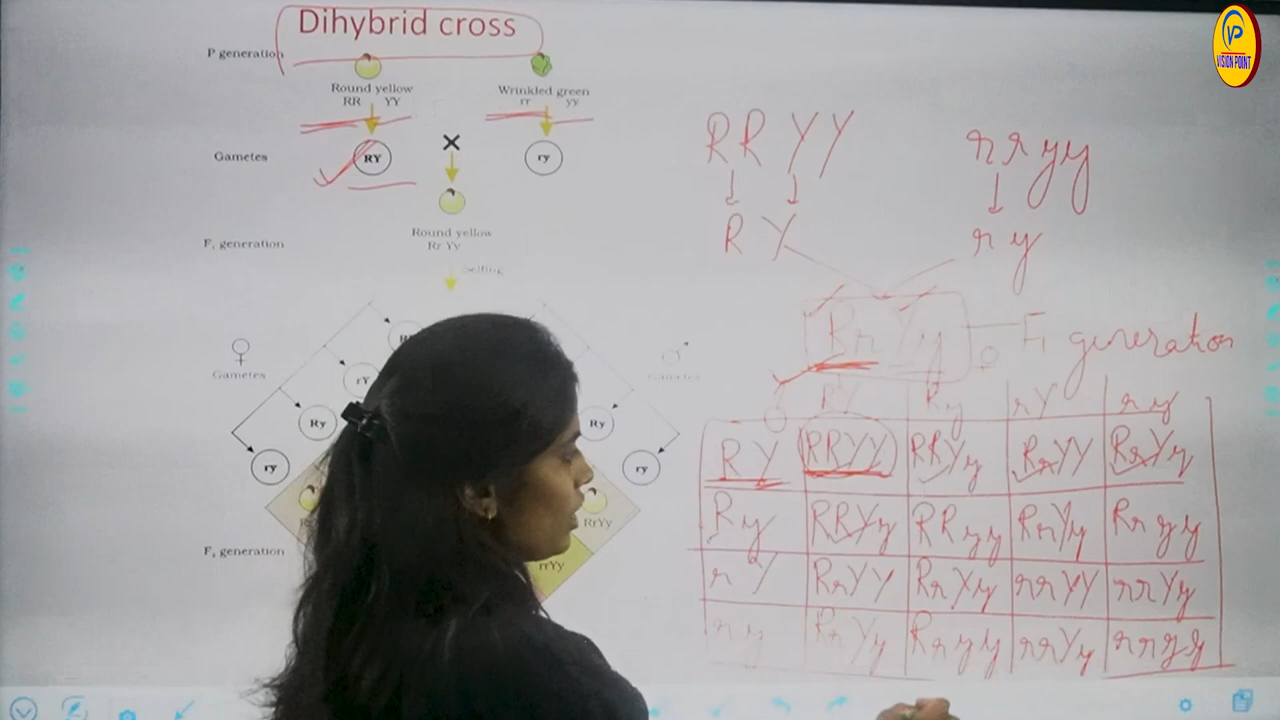 Dihybrid cross
P generation
Round yellow
RR YY
Wrinkled green
rr yy
Gametes
RY
×
ry
F₁ generation
Round yellow
Rr Yy
Selfing
♀
Gametes
♂
Gametes
rY
Ry
Ry
ry
ry
RrYy
rrYy
F₂ generation
VP
VISION POINT
RRYY rryy
RY ry
RrYy F₁ generation
RY Ry rY ry
RY RRYY RRYy RrYY RrYy
Ry RRYy RRyy RrYy Rryy
rY RrYY RrYy rrYY rrYy
ry RrYy Rryy rrYy rryy